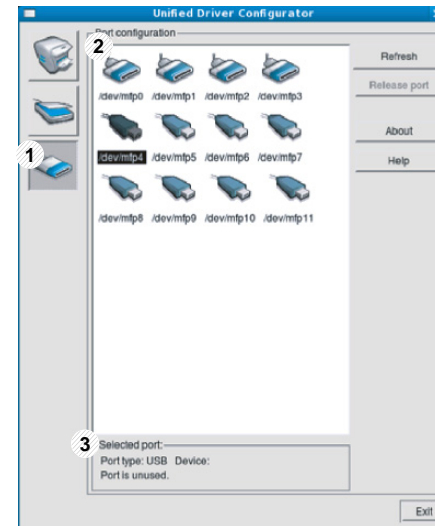 Unified Driver Configurator
Port configuration
2
Refresh
/dev/mfp0 /dev/mfp1 /dev/mfp2 /dev/mfp3
Release port
About
1
/dev/mfp4 /dev/mfp5 /dev/mfp6 /dev/mfp7
Help
/dev/mfp8 /dev/mfp9 /dev/mfp10 /dev/mfp11
3
Selected port:
Port type: USB Device:
Port is unused.
Exit